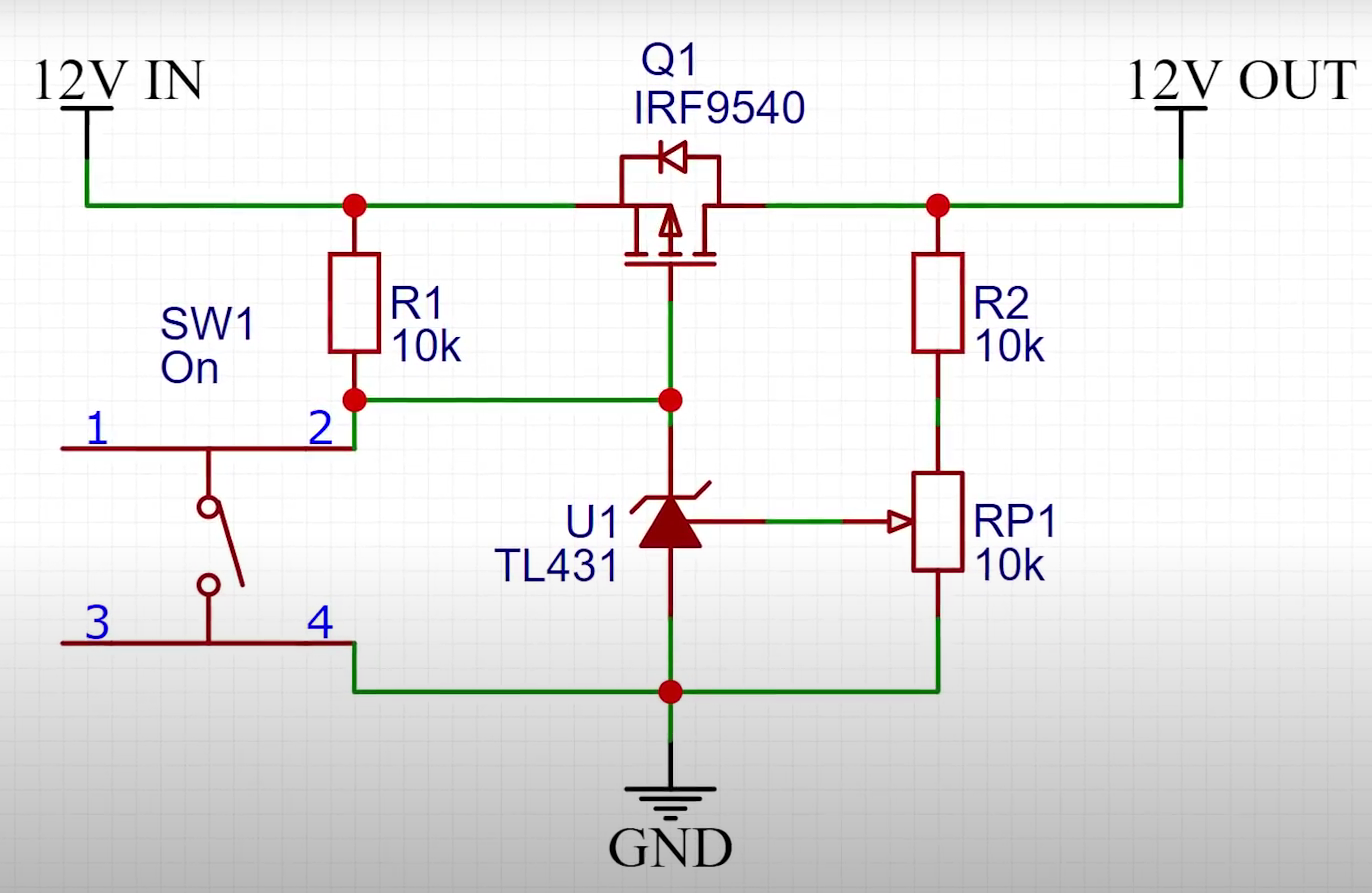 12V IN
Q1
IRF9540
12V OUT
R1
10k
R2
10k
SW1
On
1
2
U1
TL431
RP1
10k
3
4
GND